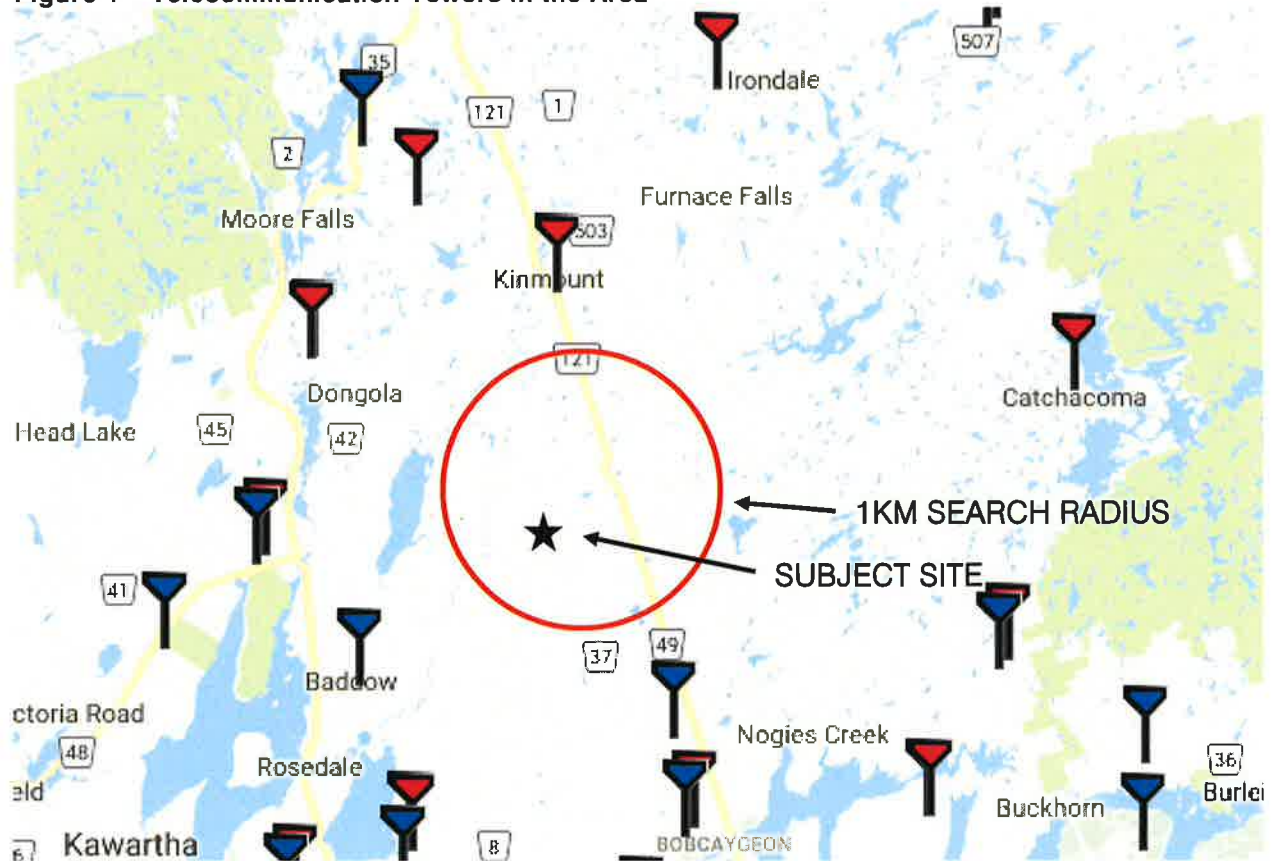 35
507
Irondale
121
1
2
Furnace Falls
Moore Falls
503
Kinmount
121
Dongola
Catchacoma
Head Lake
45
42
1KM SEARCH RADIUS
SUBJECT SITE
41
37
49
Baddow
ctoria Road
Nogies Creek
48
36
Rosedale
eld
Burlei
Buckhorn
Kawartha
8
BOBCAYGEON